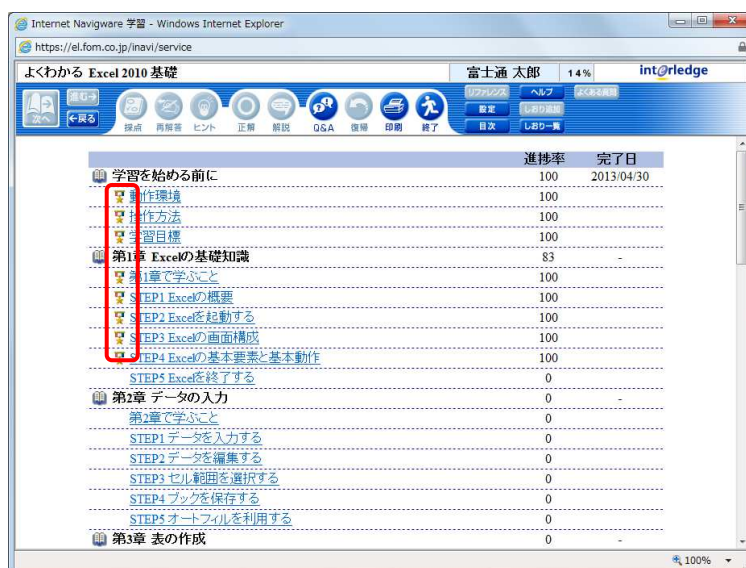 Internet Navigware 学習 - Windows Internet Explorer
https://el.fom.co.jp/inavi/service
よくわかる Excel 2010 基礎 富士通 太郎 14% interledge
次へ 進む→ リファレンス ヘルプ よくある質問
←戻る 設定 しおり追加
採点 再解答 ヒント 正解 解説 Q&A 復帰 印刷 終了 目次 しおり一覧
進捗率 完了日
学習を始める前に 100 2013/04/30
動作環境 100
操作方法 100
学習目標 100
第1章 Excelの基礎知識 83 -
第1章で学ぶこと 100
STEP1 Excelの概要 100
STEP2 Excelを起動する 100
STEP3 Excelの画面構成 100
STEP4 Excelの基本要素と基本動作 100
STEP5 Excelを終了する 0
第2章 データの入力 0 -
第2章で学ぶこと 0
STEP1 データを入力する 0
STEP2 データを編集する 0
STEP3 セル範囲を選択する 0
STEP4 ブックを保存する 0
STEP5 オートフィルを利用する 0
第3章 表の作成 0 -
100%